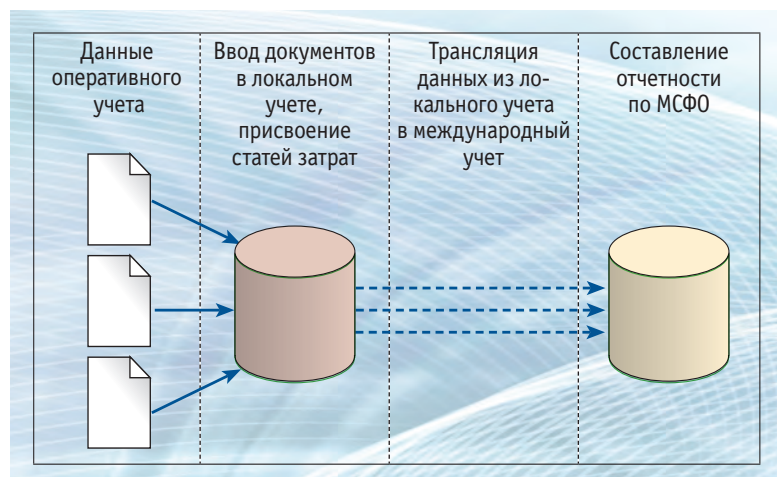 Данные
оперативного
учета
Ввод документов
в локальном
учете,
присвоение
статей затрат
Трансляция
данных из ло-
кального учета
в международный
учет
Составление
отчетности
по МСФО